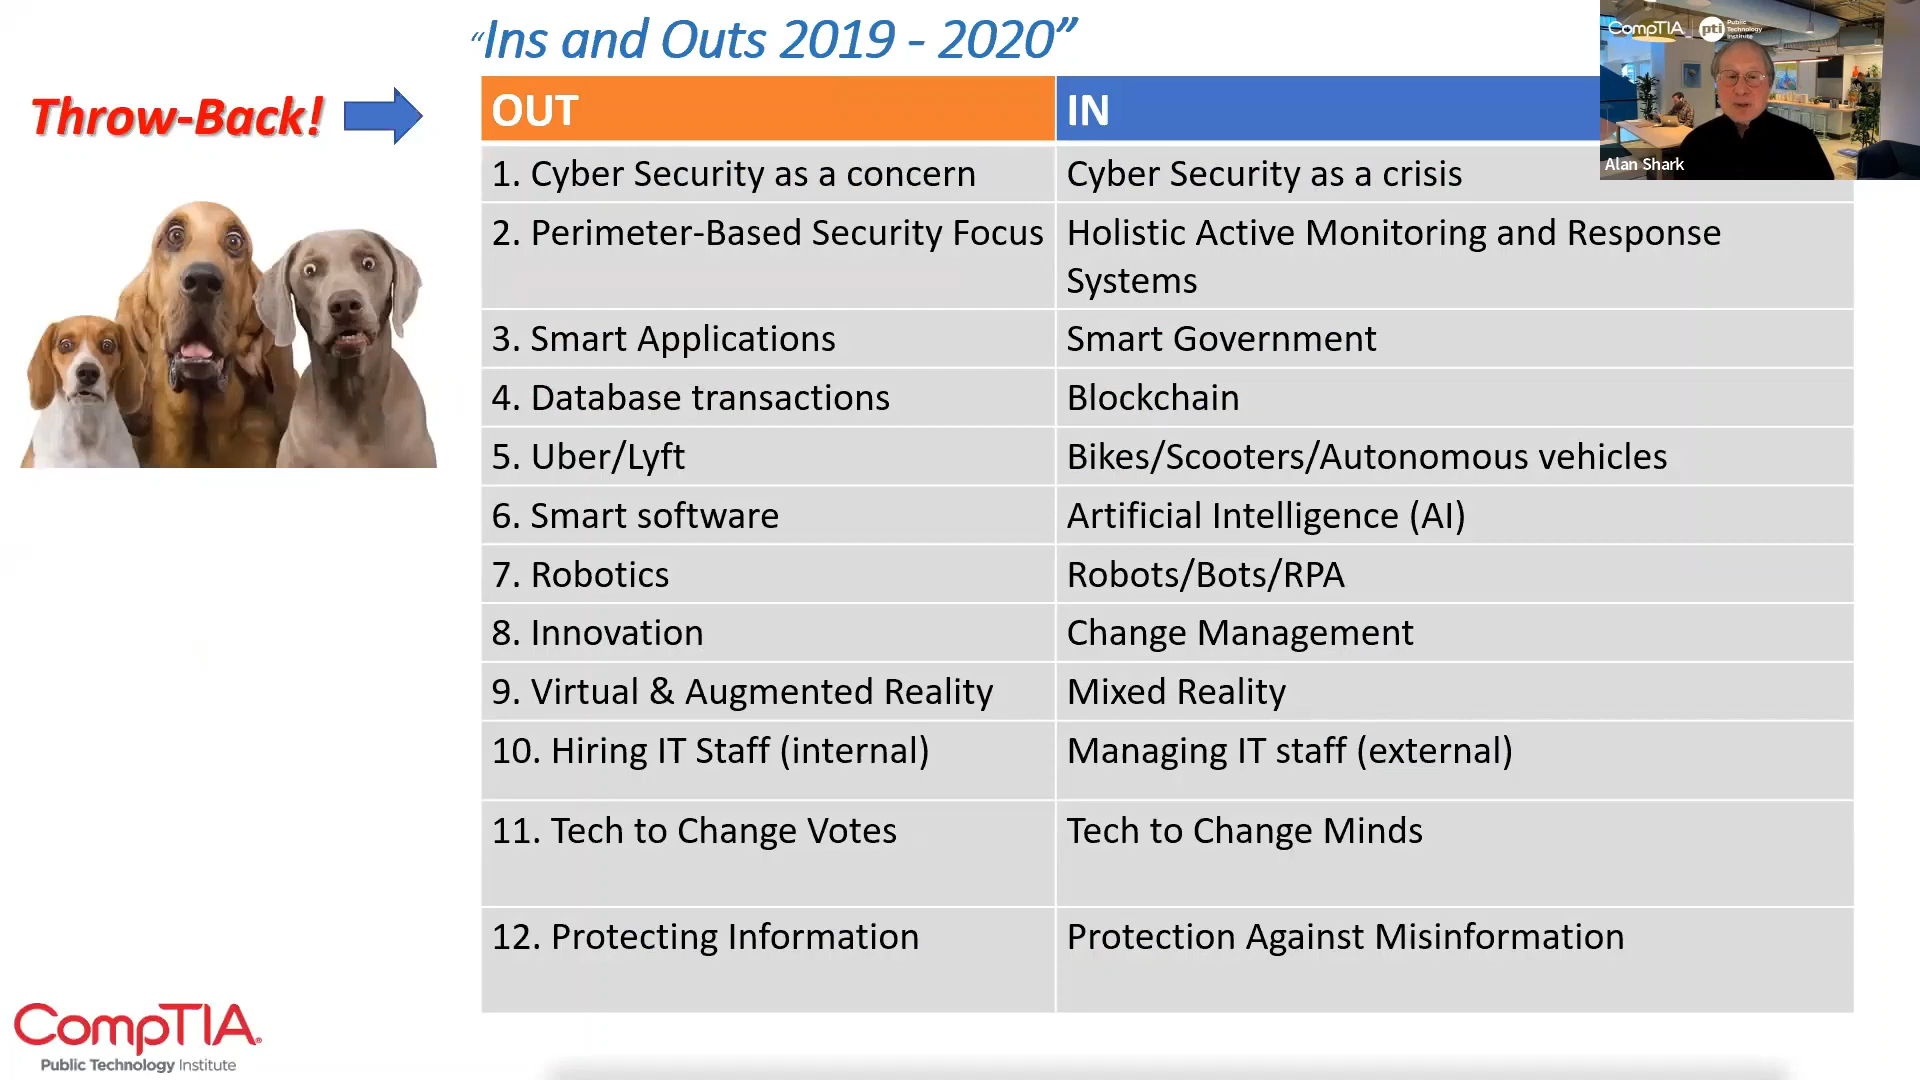 “Ins and Outs 2019 - 2020”
Throw-Back!
OUT
IN
1. Cyber Security as a concern
Cyber Security as a crisis
2. Perimeter-Based Security Focus
Holistic Active Monitoring and Response
Systems
3. Smart Applications
Smart Government
4. Database transactions
Blockchain
5. Uber/Lyft
Bikes/Scooters/Autonomous vehicles
6. Smart software
Artificial Intelligence (AI)
7. Robotics
Robots/Bots/RPA
8. Innovation
Change Management
9. Virtual & Augmented Reality
Mixed Reality
10. Hiring IT Staff (internal)
Managing IT staff (external)
11. Tech to Change Votes
Tech to Change Minds
12. Protecting Information
Protection Against Misinformation
CompTIA
pti
Public
Technology
Institute
Alan Shark
CompTIA®
Public Technology Institute